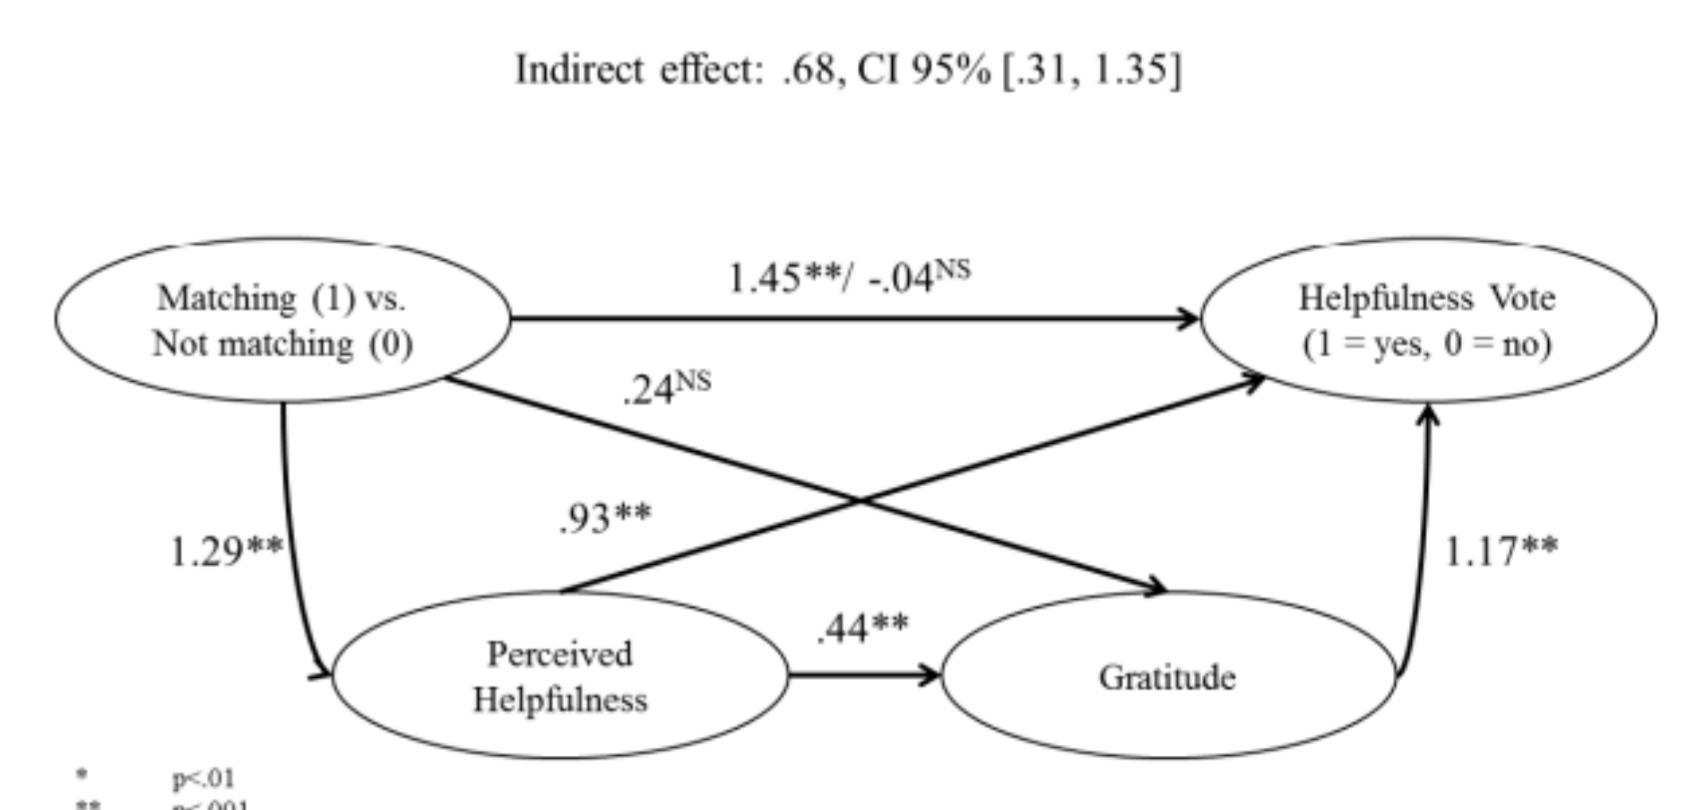 Indirect effect: .68, CI 95% [.31, 1.35]
1.45**/ -.04NS
Matching (1) vs.
Not matching (0)
Helpfulness Vote
(1 = yes, 0 = no)
.24NS
.93**
1.29**
1.17**
.44**
Perceived
Helpfulness
Gratitude
* p<.01
** p<.001